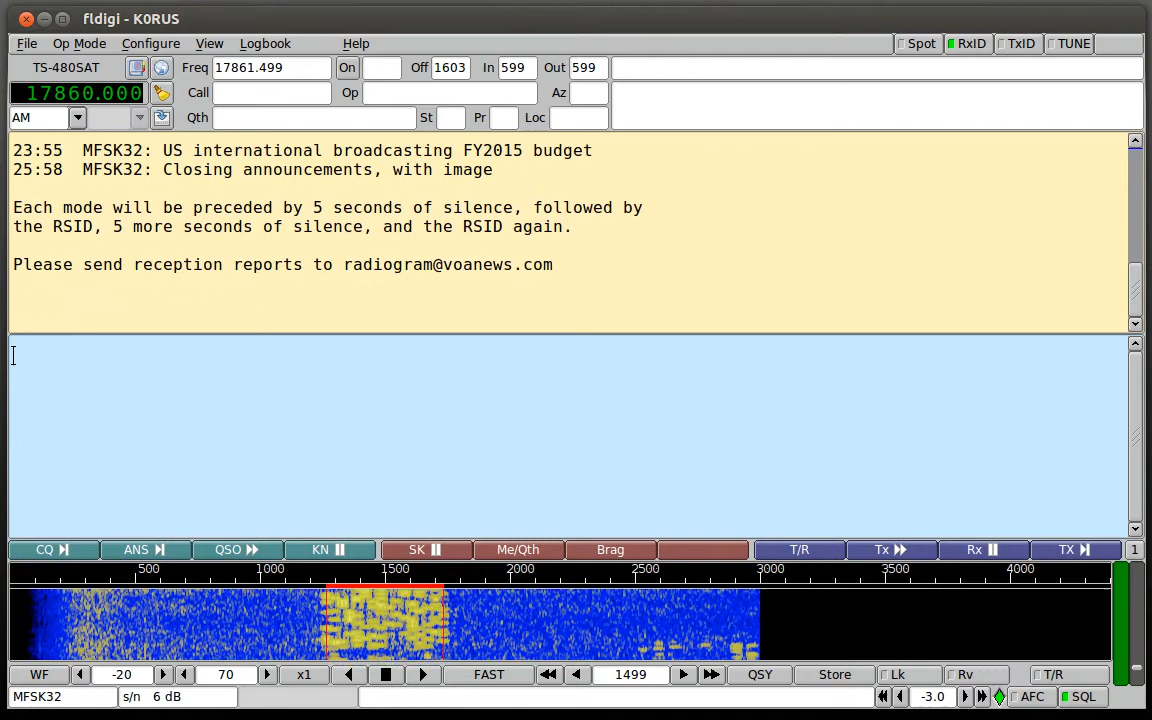 fldigi - K0RUS
File Op Mode Configure View Logbook Help Spot RxID TxID TUNE
TS-480SAT Freq 17861.499 On Off 1603 In 599 Out 599
17860.000 Call Op Az
AM Qth St Pr Loc
23:55 MFSK32: US international broadcasting FY2015 budget
25:58 MFSK32: Closing announcements, with image
Each mode will be preceded by 5 seconds of silence, followed by
the RSID, 5 more seconds of silence, and the RSID again.
Please send reception reports to radiogram@voanews.com
CQ ANS QSO KN SK Me/Qth Brag T/R Tx Rx TX 1
500 1000 1500 2000 2500 3000 3500 4000
WF -20 70 x1 FAST 1499 QSY Store Lk Rv T/R
MFSK32 s/n 6 dB -3.0 AFC SQL